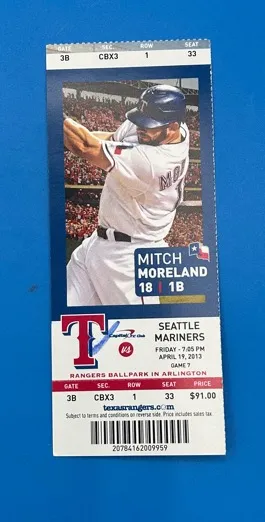 GATE SEC. ROW SEAT
3B CBX3 1 33
MITCH
MORELAND
18 | 1B
T
Capital Club
vs
SEATTLE
MARINERS
FRIDAY - 7:05 PM
APRIL 19, 2013
GAME 7
RANGERS BALLPARK IN ARLINGTON
GATE SEC. ROW SEAT PRICE
3B CBX3 1 33 $91.00
texasrangers.com
Subject to terms and conditions on reverse side. Price includes sales tax.
20784162009959